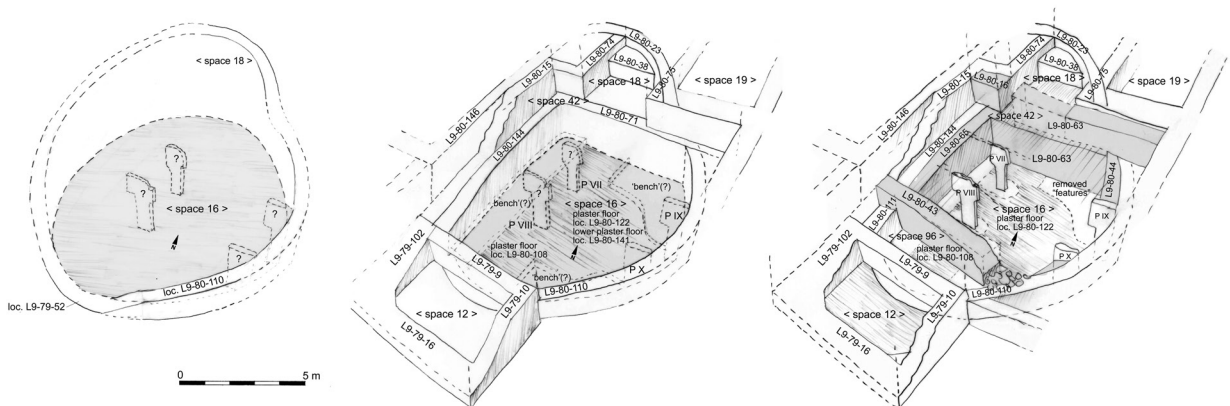 < space 18 >
?
?
< space 16 >
?
?
N
loc. L9-80-110
loc. L9-79-52
0 5 m
L9-80-74
L9-80-23
L9-80-38
L9-80-15
< space 18 >
L9-80-75
< space 19 >
< space 42 >
L9-80-146
L9-80-71
L9-80-144
?
?
P VII
'bench'(?)
'bench'(?)
< space 16 >
P VIII
plaster floor
loc. L9-80-122
lower plaster floor
loc. L9-80-141
P IX
N
plaster floor
loc. L9-80-108
P X
L9-79-102
L9-79-9
'bench'(?)
L9-80-110
L9-79-10
< space 12 >
L9-79-16
L9-80-74
L9-80-23
L9-80-38
L9-80-15
L9-80-16
< space 18 >
L9-80-75
< space 19 >
< space 42 >
L9-80-63
L9-80-146
L9-80-144
L9-80-65
L9-80-63
P VII
L9-80-44
removed
"features"
P VIII
< space 16 >
plaster floor
loc. L9-80-122
P IX
N
L9-80-43
L9-80-111
< space 96 >
plaster floor
loc. L9-80-108
P X
L9-79-102
L9-79-9
L9-80-110
L9-79-10
< space 12 >
L9-79-16